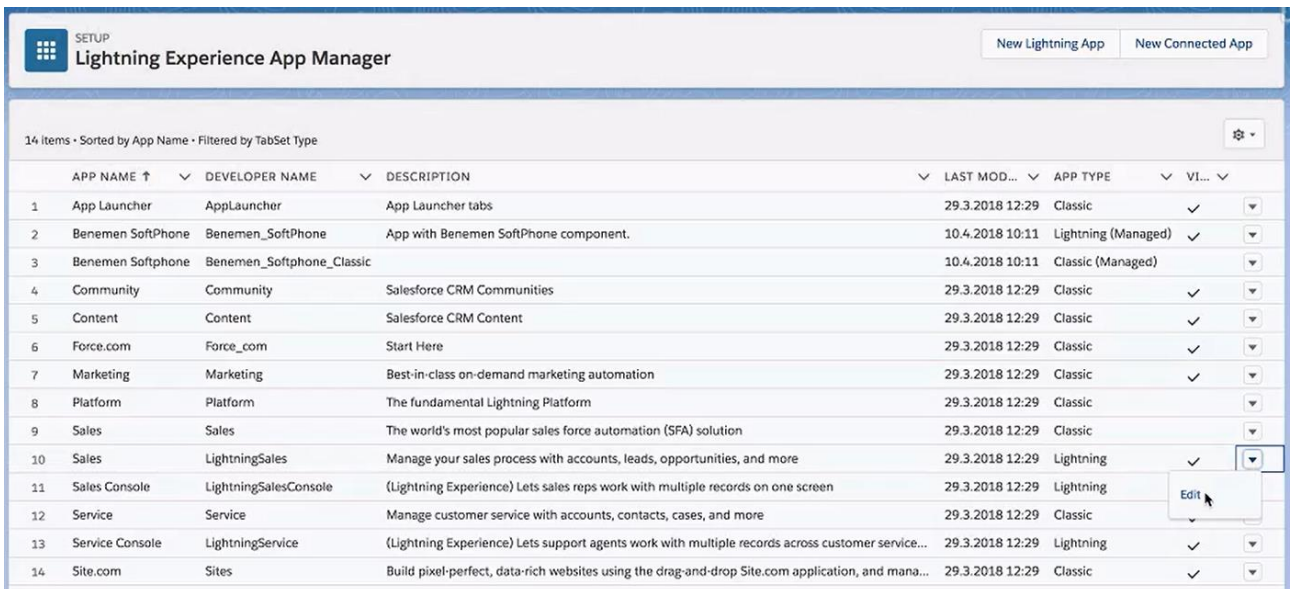 SETUP
Lightning Experience App Manager
New Lightning App New Connected App
14 items • Sorted by App Name • Filtered by TabSet Type
APP NAME ↑ DEVELOPER NAME DESCRIPTION LAST MOD... APP TYPE VI...
1 App Launcher AppLauncher App Launcher tabs 29.3.2018 12:29 Classic
2 Benemen SoftPhone Benemen_SoftPhone App with Benemen SoftPhone component. 10.4.2018 10:11 Lightning (Managed)
3 Benemen Softphone Benemen_Softphone_Classic 10.4.2018 10:11 Classic (Managed)
4 Community Community Salesforce CRM Communities 29.3.2018 12:29 Classic
5 Content Content Salesforce CRM Content 29.3.2018 12:29 Classic
6 Force.com Force_com Start Here 29.3.2018 12:29 Classic
7 Marketing Marketing Best-in-class on-demand marketing automation 29.3.2018 12:29 Classic
8 Platform Platform The fundamental Lightning Platform 29.3.2018 12:29 Classic
9 Sales Sales The world's most popular sales force automation (SFA) solution 29.3.2018 12:29 Classic
10 Sales LightningSales Manage your sales process with accounts, leads, opportunities, and more 29.3.2018 12:29 Lightning
11 Sales Console LightningSalesConsole (Lightning Experience) Lets sales reps work with multiple records on one screen 29.3.2018 12:29 Lightning
Edit
12 Service Service Manage customer service with accounts, contacts, cases, and more 29.3.2018 12:29 Classic
13 Service Console LightningService (Lightning Experience) Lets support agents work with multiple records across customer service... 29.3.2018 12:29 Lightning
14 Site.com Sites Build pixel-perfect, data-rich websites using the drag-and-drop Site.com application, and mana... 29.3.2018 12:29 Classic